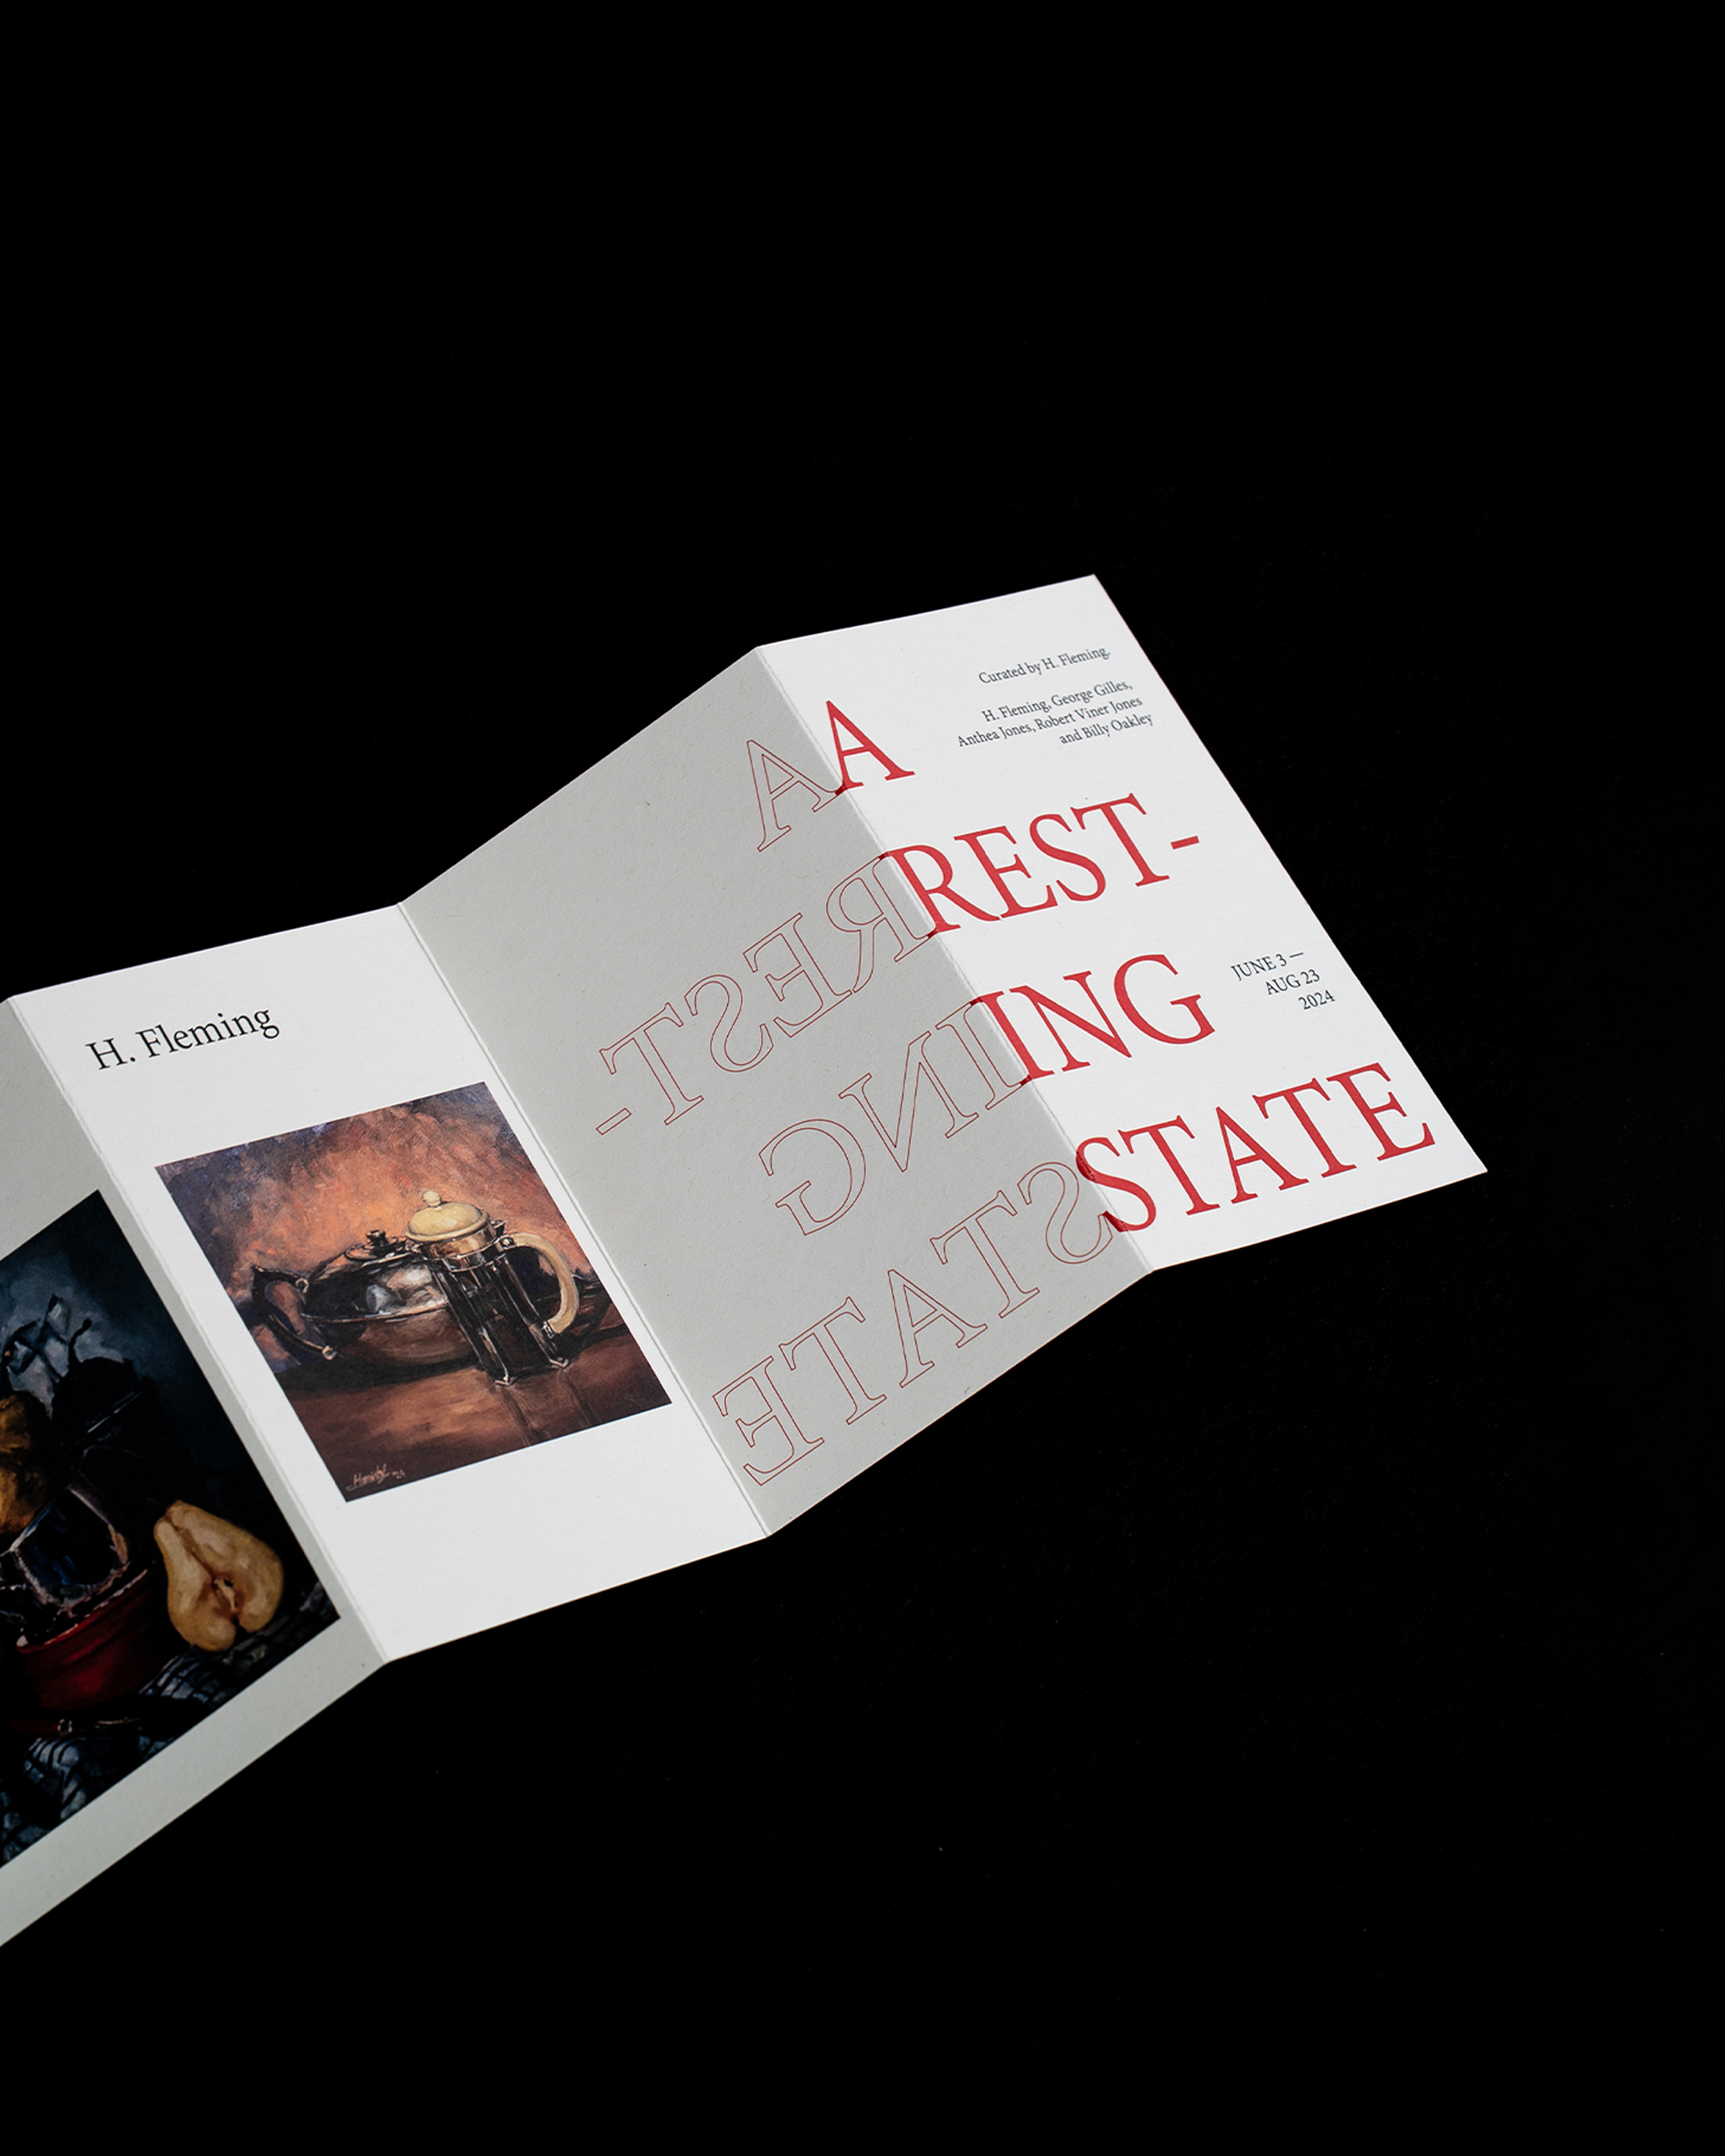 H. Fleming
A
REST-
ING
STATE
Curated by H. Fleming.
H. Fleming, George Gilles,
Anthea Jones, Robert Viner Jones
and Billy Oakley
A
REST-
ING
STATE
JUNE 3 —
AUG 23
2024